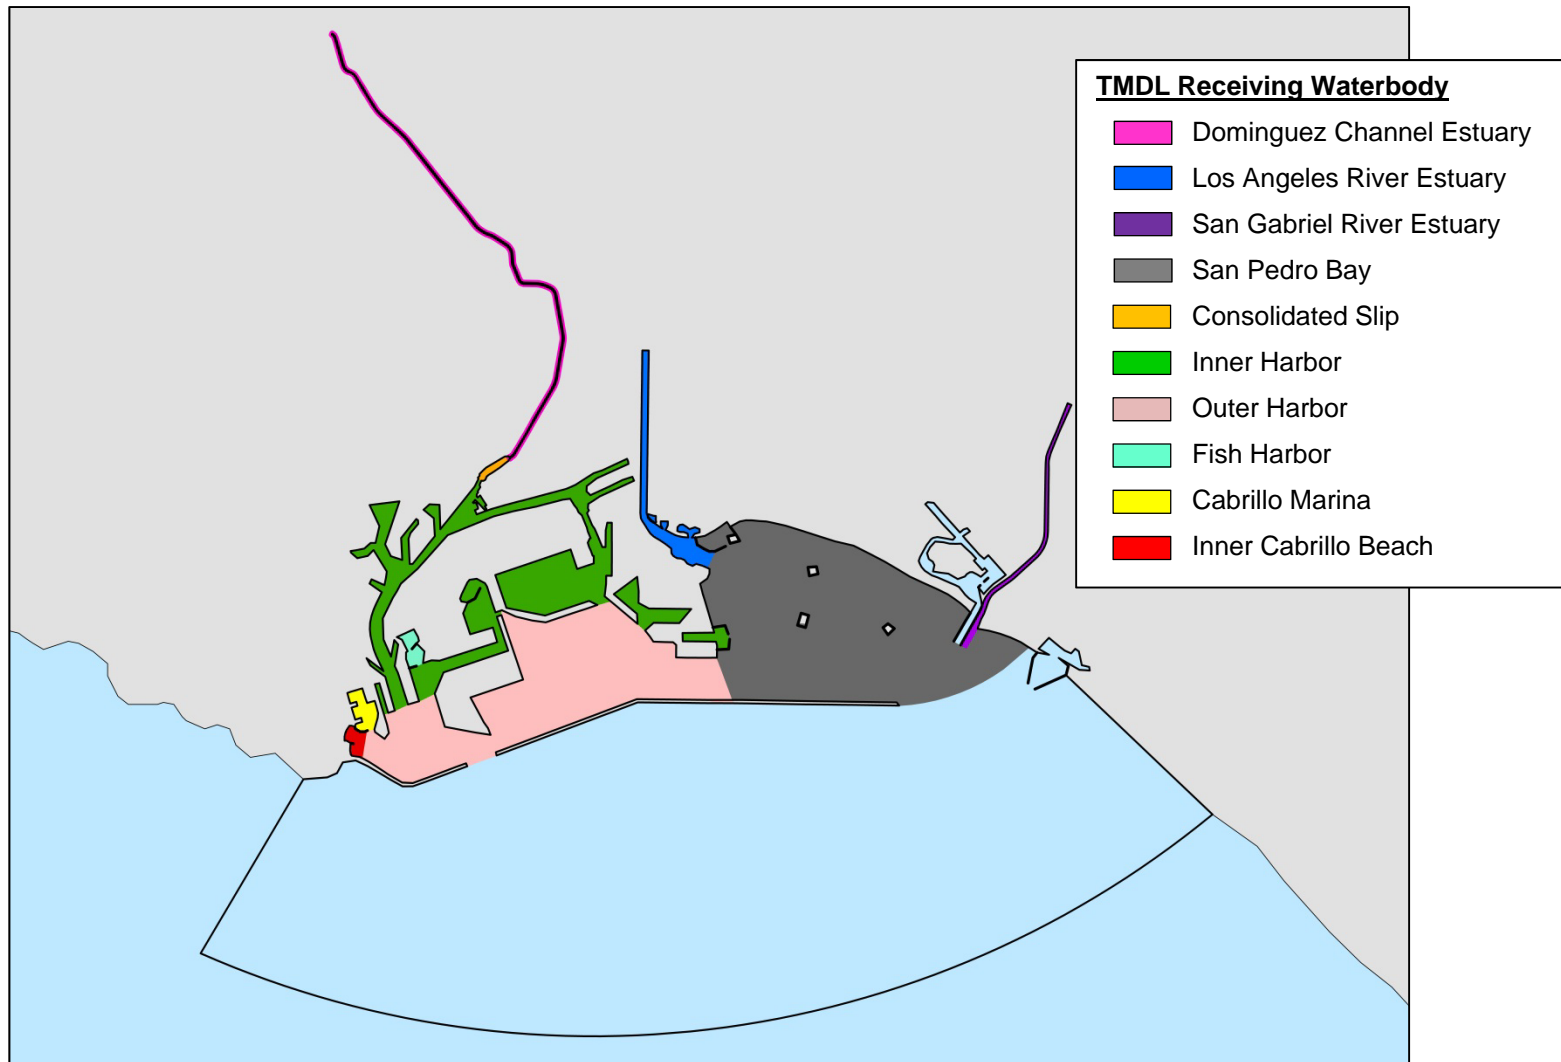 TMDL Receiving Waterbody
Dominguez Channel Estuary
Los Angeles River Estuary
San Gabriel River Estuary
San Pedro Bay
Consolidated Slip
Inner Harbor
Outer Harbor
Fish Harbor
Cabrillo Marina
Inner Cabrillo Beach